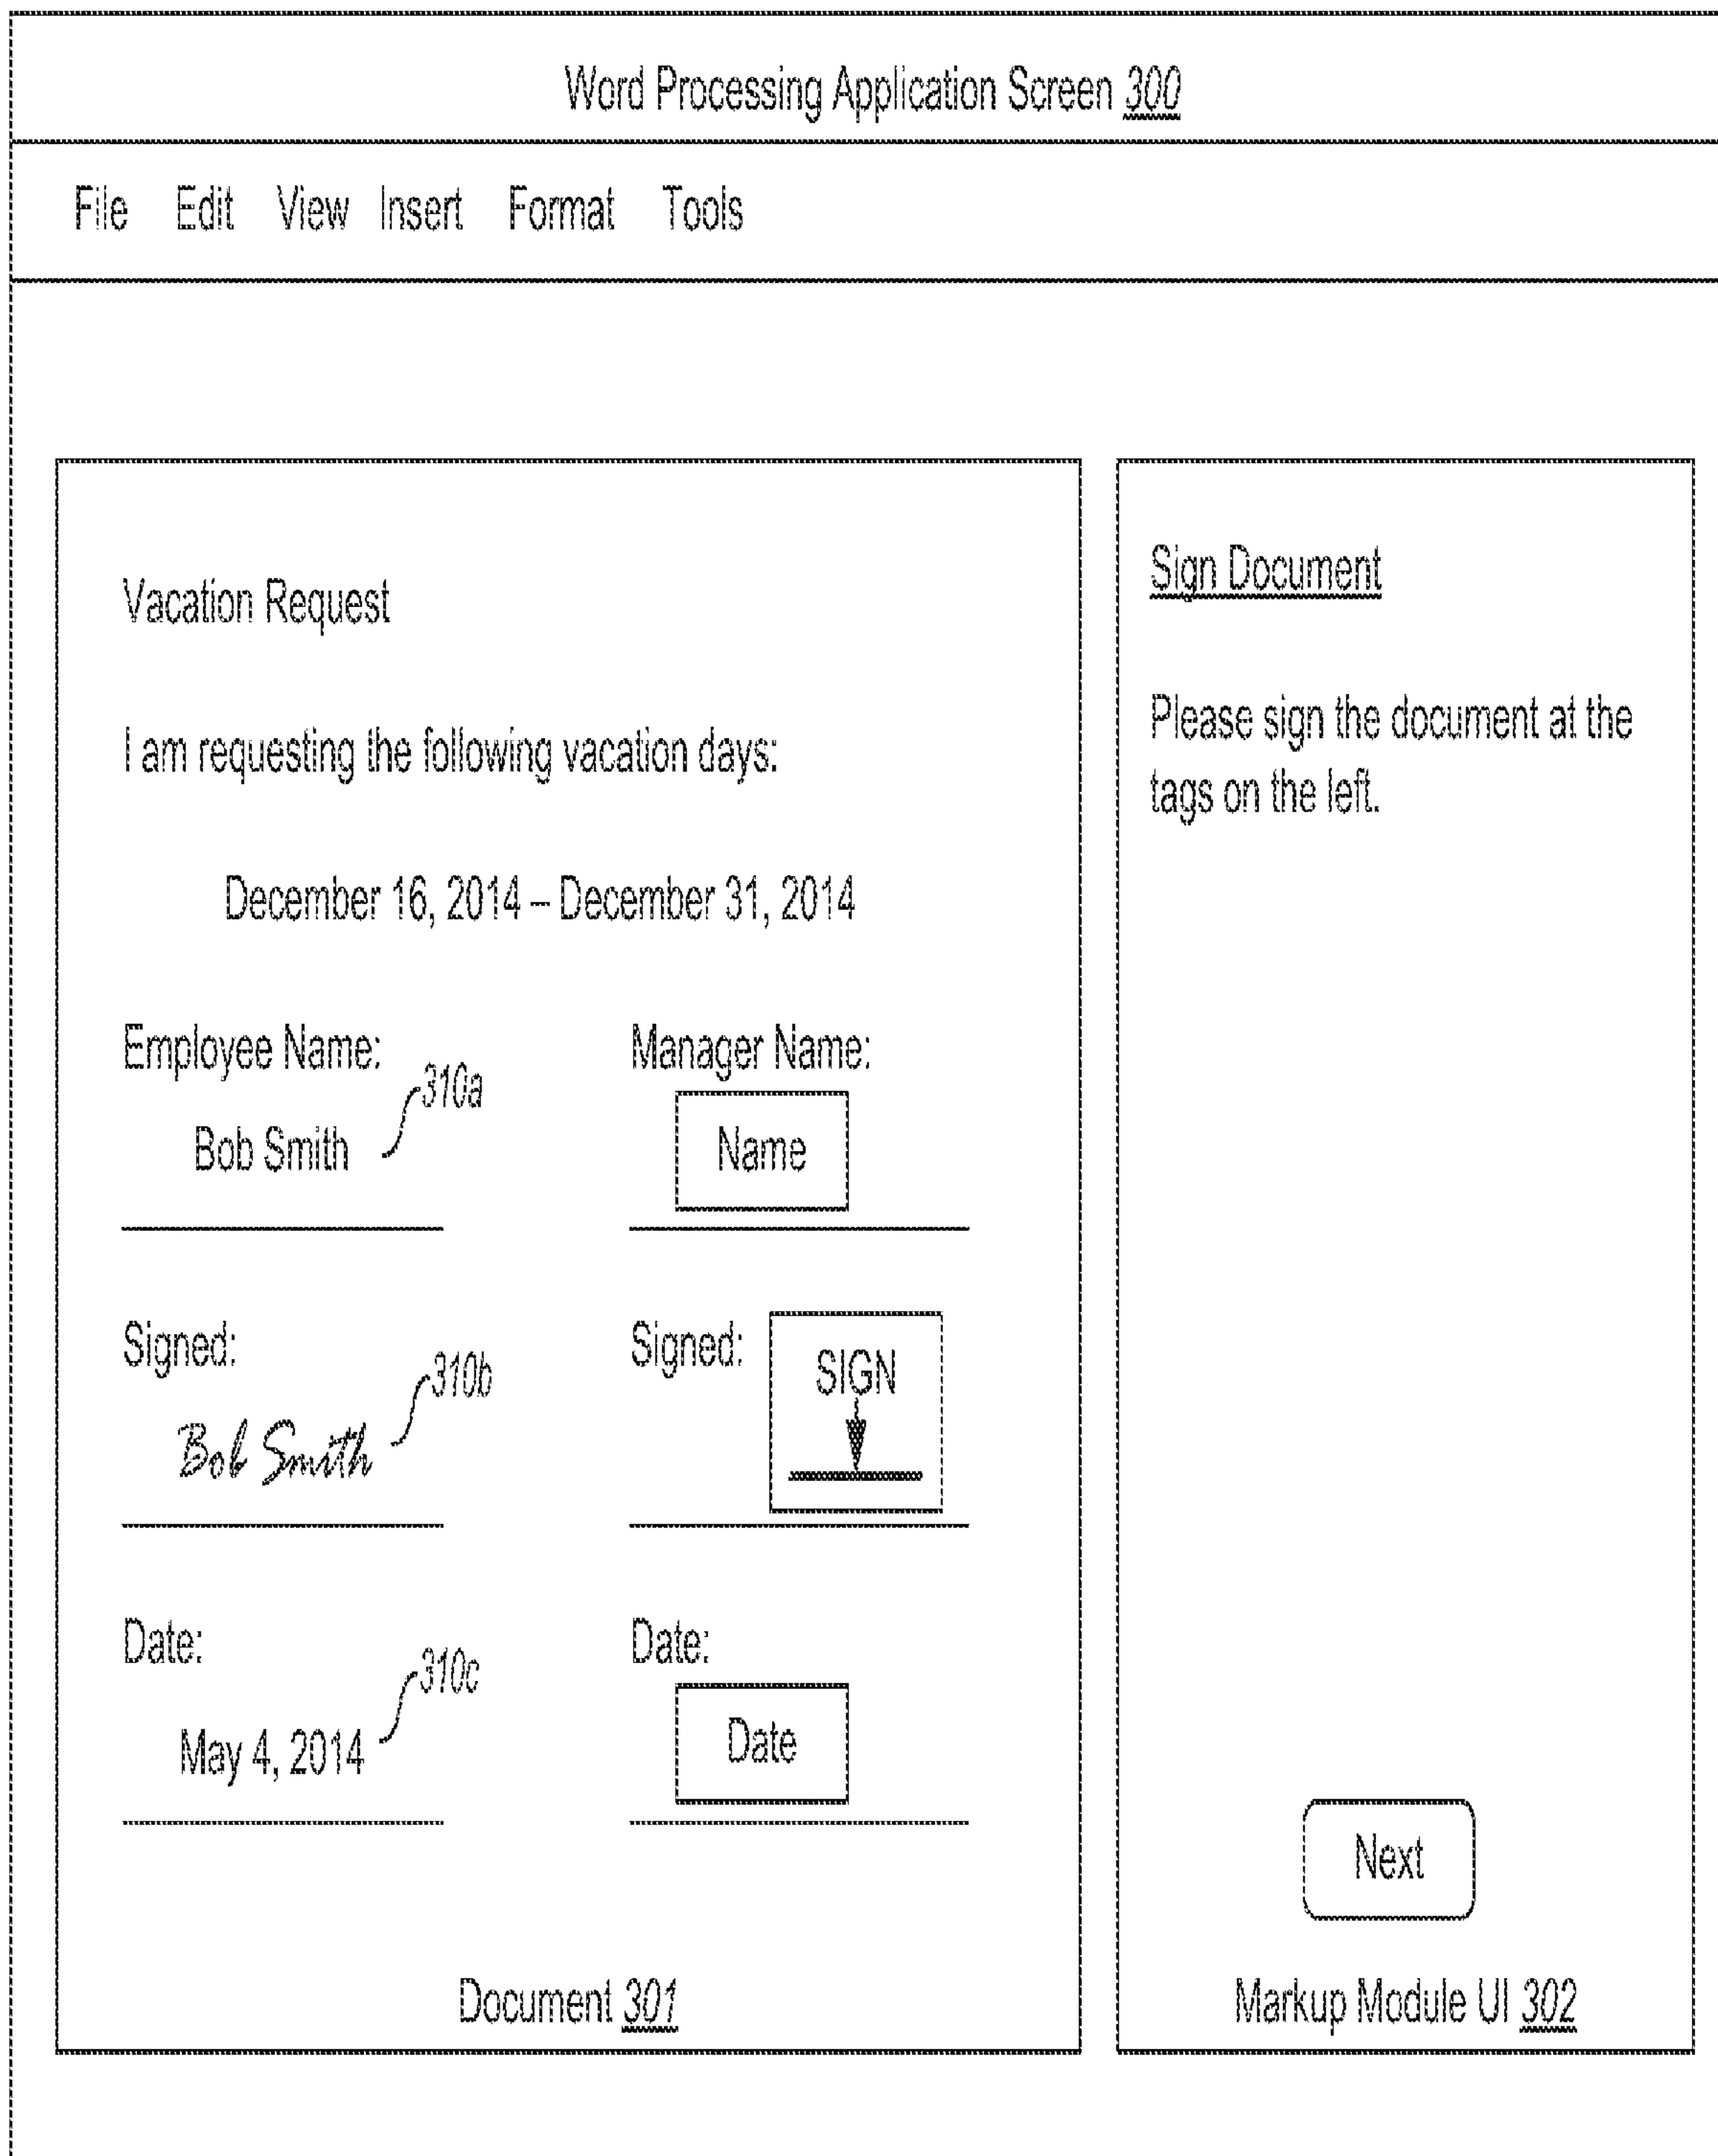 Word Processing Application Screen 300
File Edit View Insert Format Tools
Vacation Request
I am requesting the following vacation days:
December 16, 2014 – December 31, 2014
Employee Name: Manager Name:
310a
Bob Smith Name
Signed: Signed: SIGN
310b
Bob Smith
Date: Date:
310c
May 4, 2014 Date
Document 301
Sign Document
Please sign the document at the
tags on the left.
Next
Markup Module UI 302